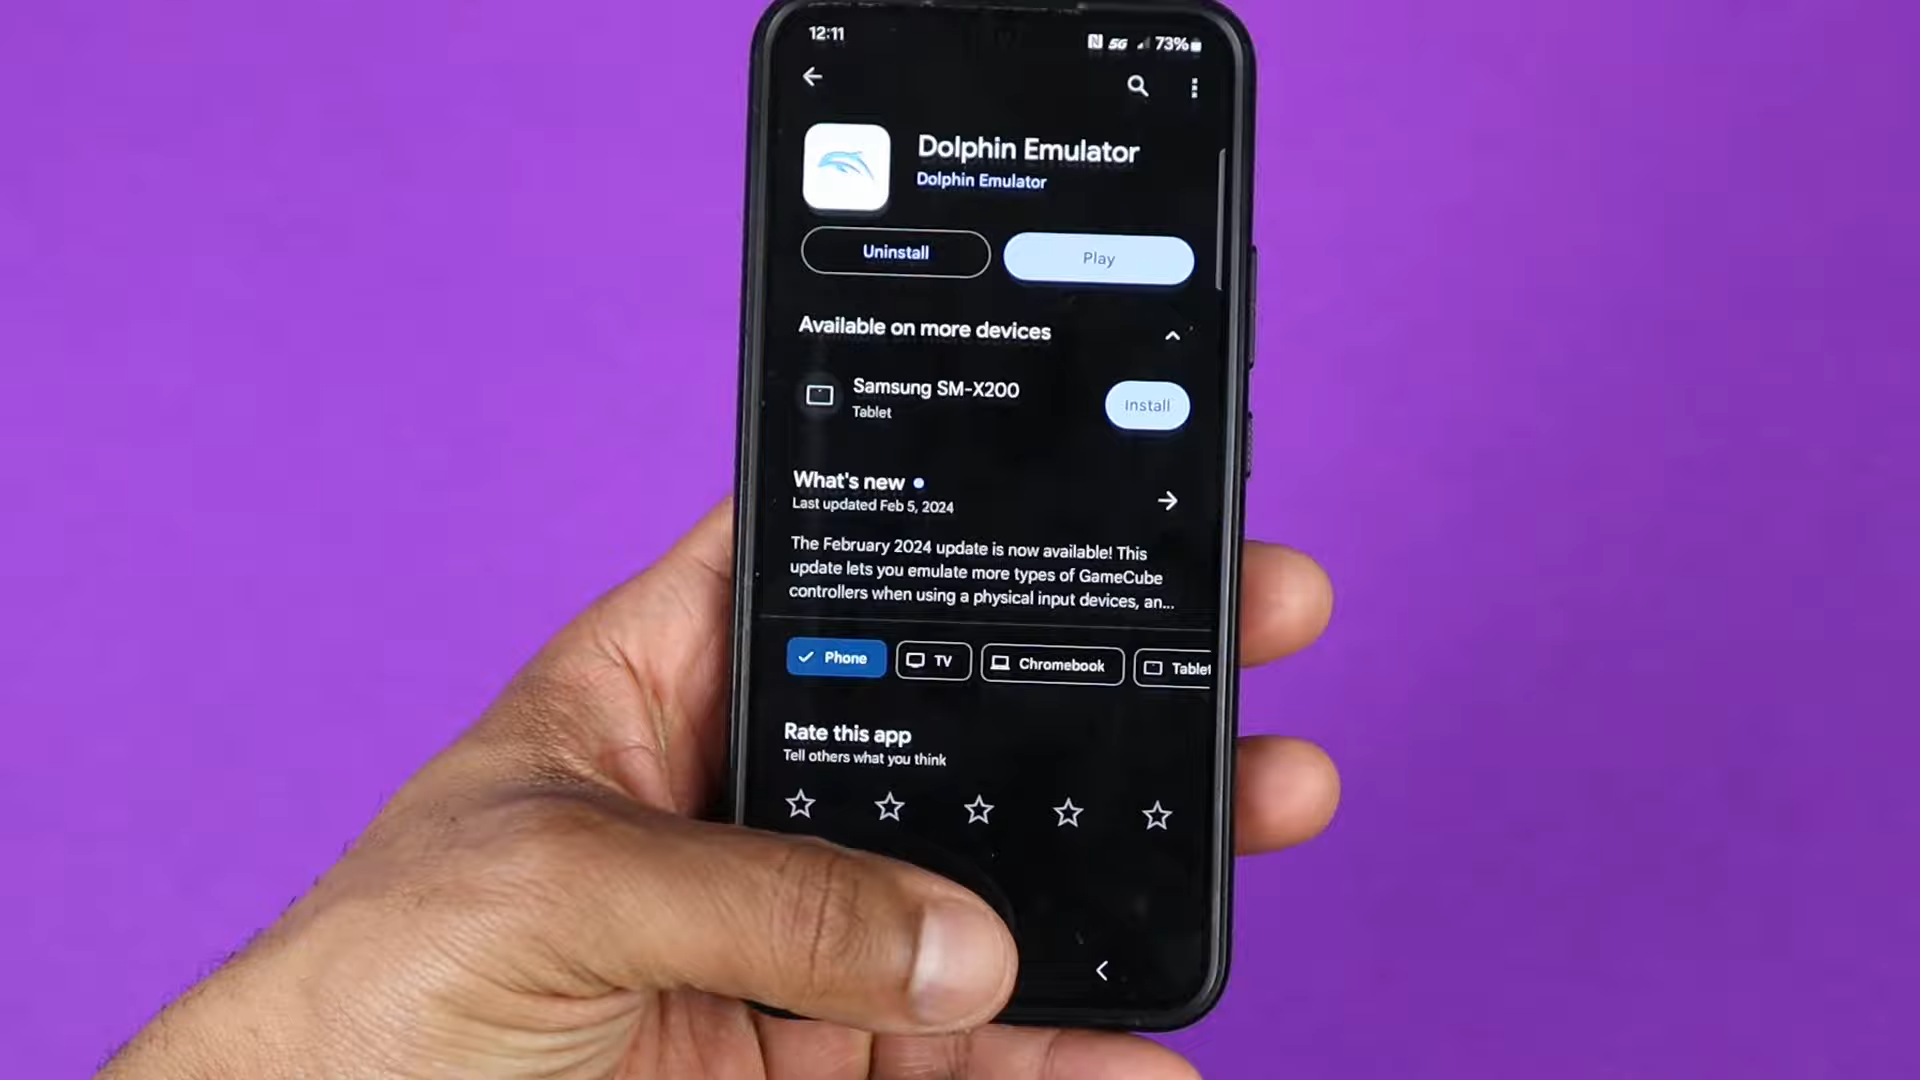 12:11
5G 73%
Dolphin Emulator
Dolphin Emulator
Uninstall
Play
Available on more devices
Samsung SM-X200
Tablet
Install
What's new
Last updated Feb 5, 2024
The February 2024 update is now available! This
update lets you emulate more types of GameCube
controllers when using a physical input devices, an...
Phone
TV
Chromebook
Tablet
Rate this app
Tell others what you think